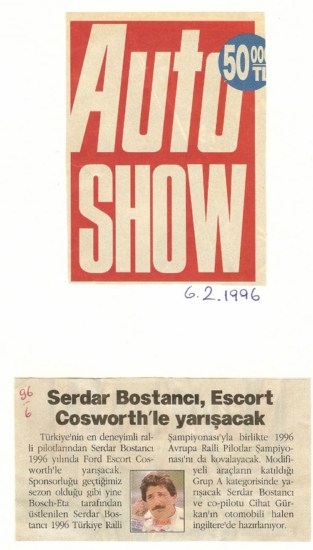 Auto
50 000
TL
SHOW
6.2.1996
96
6
Serdar Bostancı, Escort
Cosworth'le yarışacak
Türkiye'nin en deneyimli ral-
li pilotlarından Serdar Bostancı
1996 yılında Ford Escort Cos-
worth'le yarışacak.
Sponsorluğu geçtiğimiz
sezon olduğu gibi yine
Bosch-Eta tarafından
üstlenilen Serdar Bos-
tancı 1996 Türkiye Ralli
Şampiyonası'yla birlikte 1996
Avrupa Ralli Pilotlar Şampiyo-
nası'nı da kovalayacak. Modifi-
yeli araçların katıldığı
Grup A kategorisinde ya-
rışacak Serdar Bostancı
ve co-pilotu Cihat Gür-
kan'ın otomobili halen
ingiltere'de hazırlanıyor.